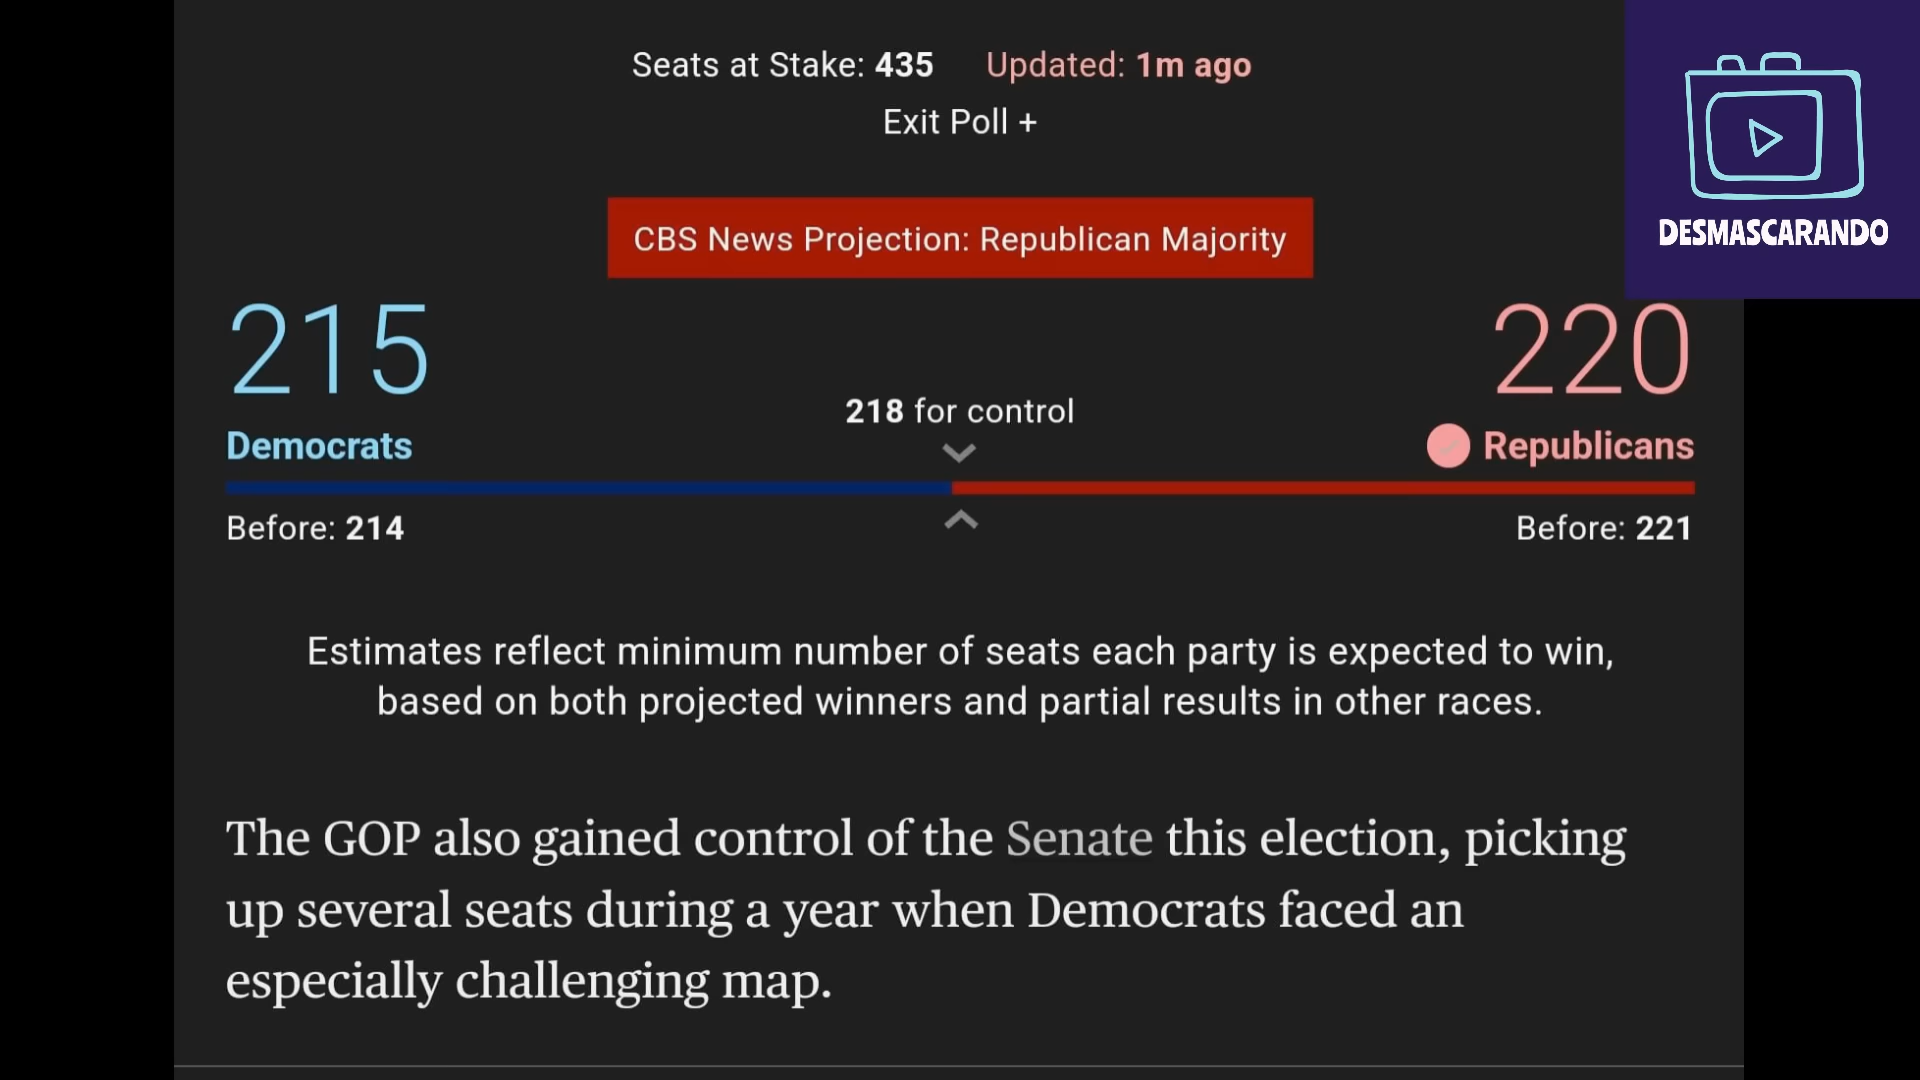 Seats at Stake: 435 Updated: 1m ago
Exit Poll +
DESMASCARANDO
CBS News Projection: Republican Majority
215 220
218 for control
Democrats Republicans
Before: 214 Before: 221
Estimates reflect minimum number of seats each party is expected to win,
based on both projected winners and partial results in other races.
The GOP also gained control of the Senate this election, picking
up several seats during a year when Democrats faced an
especially challenging map.